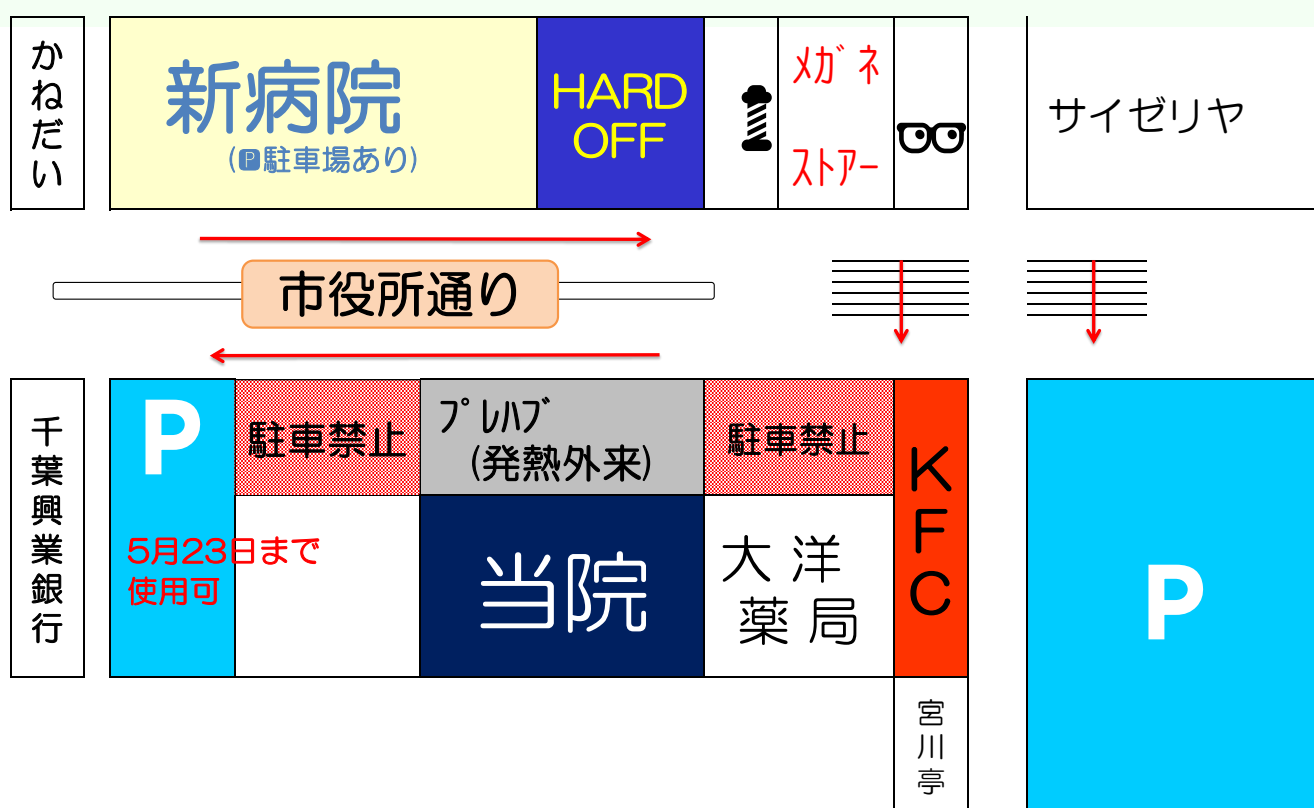 かねだい
新病院
(🅿駐車場あり)
HARD
OFF
ﾒｶﾞﾈ
ｽﾄｱｰ
サイゼリヤ
市役所通り
千葉興業銀行
P
5月23日まで
使用可
駐車禁止
ﾌﾟﾚﾊﾌﾞ
(発熱外来)
当院
駐車禁止
大洋
薬局
KFC
宮川亭
P